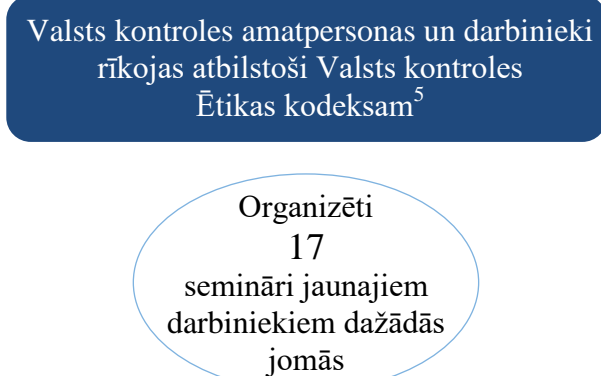 Valsts kontroles amatpersonas un darbinieki
rīkojas atbilstoši Valsts kontroles
Ētikas kodeksam⁵
Organizēti
17
semināri jaunajiem
darbiniekiem dažādās
jomās